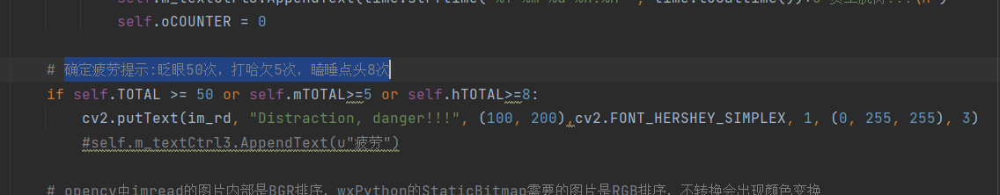 self.m_textCtrl3.AppendText(time.strftime("%Y-%m-%d %H:%M
self.oCOUNTER = 0
# 确定疲劳提示:眨眼50次，打哈欠5次，瞌睡点头8次
if self.TOTAL >= 50 or self.mTOTAL>=5 or self.hTOTAL>=8:
cv2.putText(im_rd, "Distraction, danger!!!", (100, 200),cv2.FONT_HERSHEY_SIMPLEX, 1, (0, 255, 255), 3)
#self.m_textCtrl3.AppendText(u"疲劳")
# opencv中imread的图片内部是BGR排序，wxPython的StaticBitmap需要的图片是RGB排序，不转换会出现颜色变换